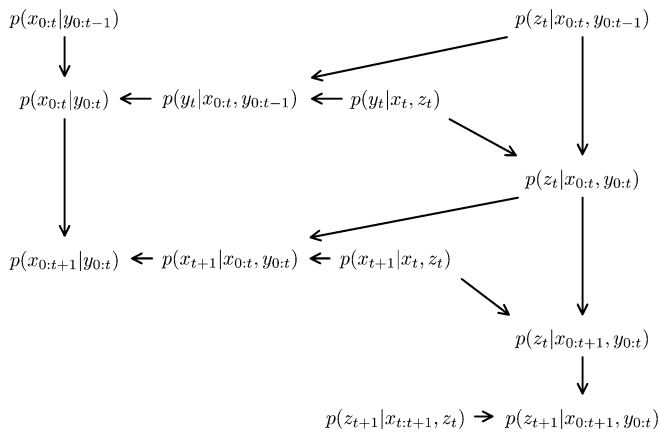 p(x_{0:t}|y_{0:t−1}) p(z_t|x_{0:t}, y_{0:t−1})
p(x_{0:t}|y_{0:t}) p(y_t|x_{0:t}, y_{0:t−1}) p(y_t|x_t, z_t)
p(z_t|x_{0:t}, y_{0:t})
p(x_{0:t+1}|y_{0:t}) p(x_{t+1}|x_{0:t}, y_{0:t}) p(x_{t+1}|x_t, z_t)
p(z_t|x_{0:t+1}, y_{0:t})
p(z_{t+1}|x_{t:t+1}, z_t) p(z_{t+1}|x_{0:t+1}, y_{0:t})